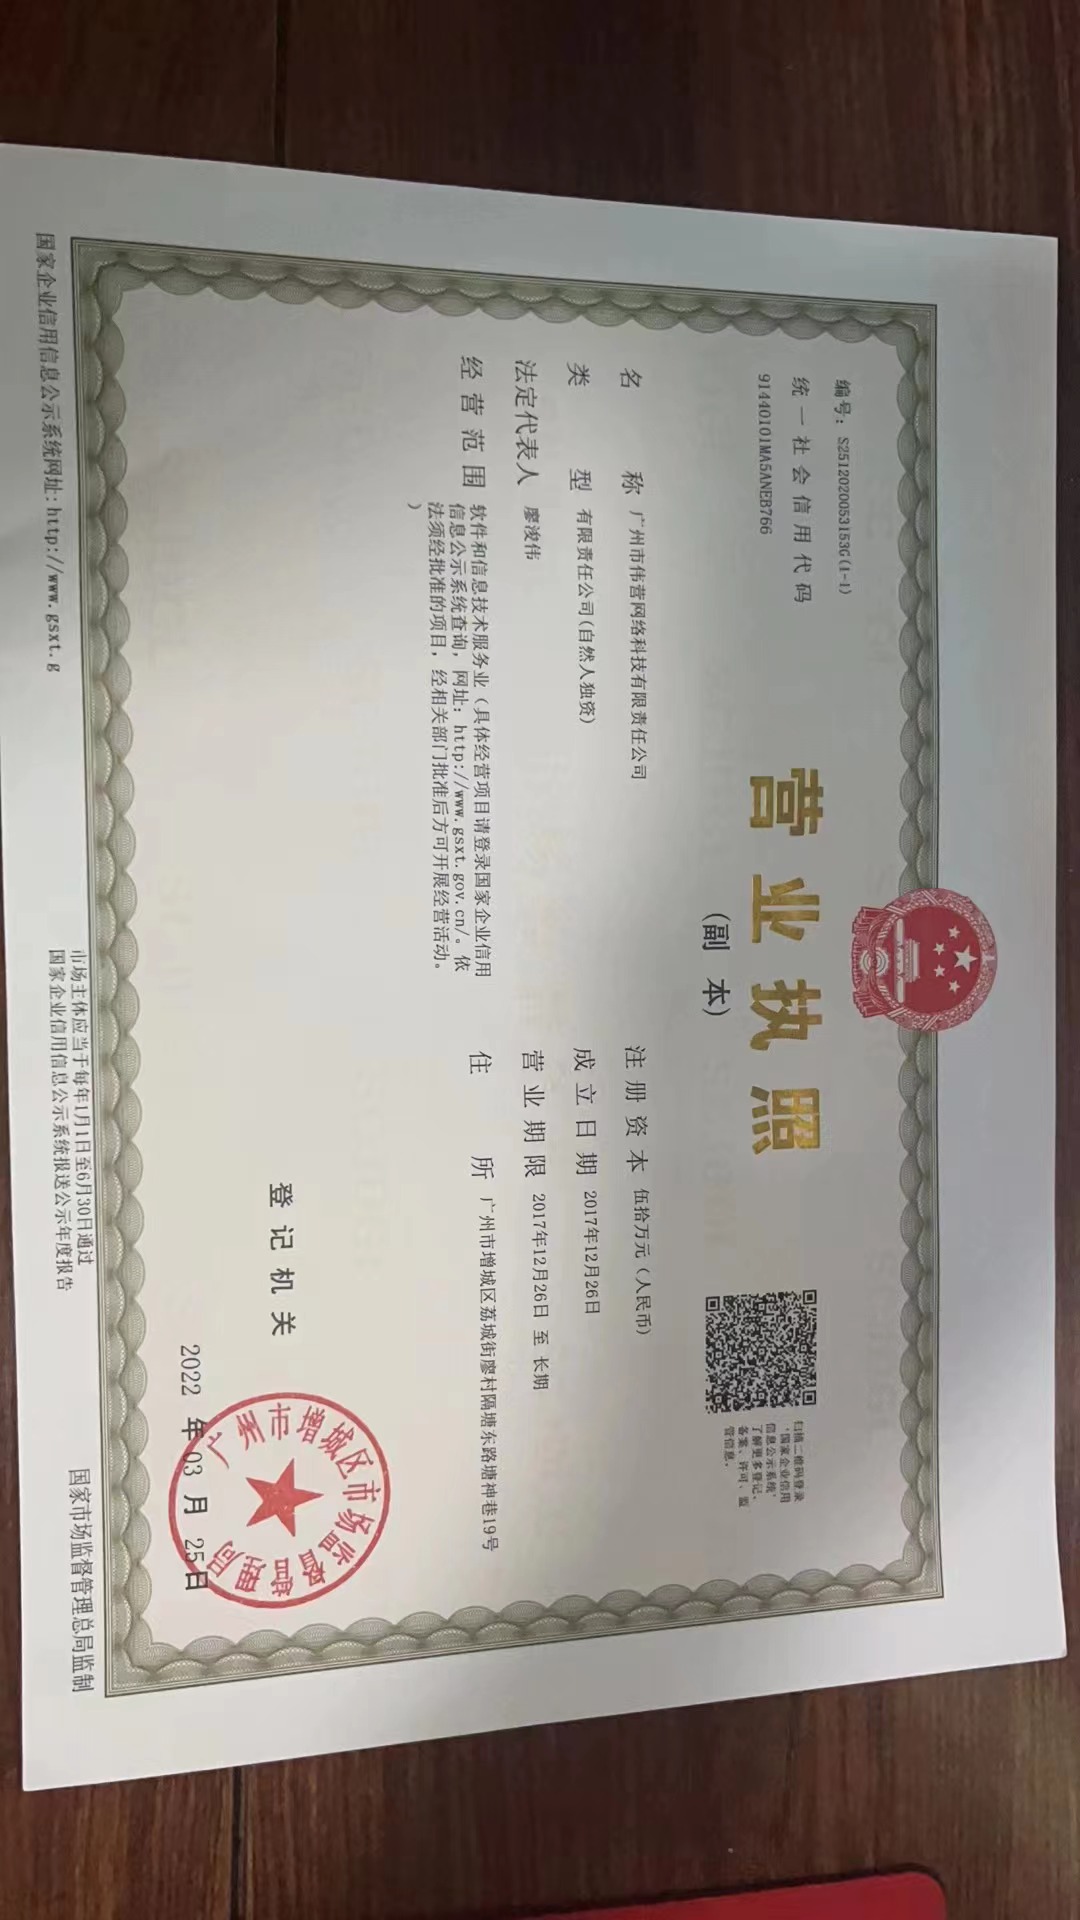 编号：S2512020053153G(1-1)
统一社会信用代码
91440101MA5ANEB766
营业执照
(副本)
扫描二维码登录
‘国家企业信用
信息公示系统’
了解更多登记、
备案、许可、监
管信息。
名称 广州市伟营网络科技有限责任公司
类型 有限责任公司(自然人独资)
法定代表人 廖浚伟
经营范围 软件和信息技术服务业（具体经营项目请登录国家企业信用
信息公示系统查询，网址：http://www.gsxt.gov.cn/。依
法须经批准的项目，经相关部门批准后方可开展经营活动。
）
注册资本 伍拾万元（人民币）
成立日期 2017年12月26日
营业期限 2017年12月26日 至 长期
住所 广州市增城区荔城街廖村隔塘东路塘神巷19号
登记机关
广州市增城区市场监督管理局
2022 年 03 月 25 日
国家企业信用信息公示系统网址：http://www.gsxt.g
市场主体应当于每年1月1日至6月30日通过
国家企业信用信息公示系统报送公示年度报告
国家市场监督管理总局监制